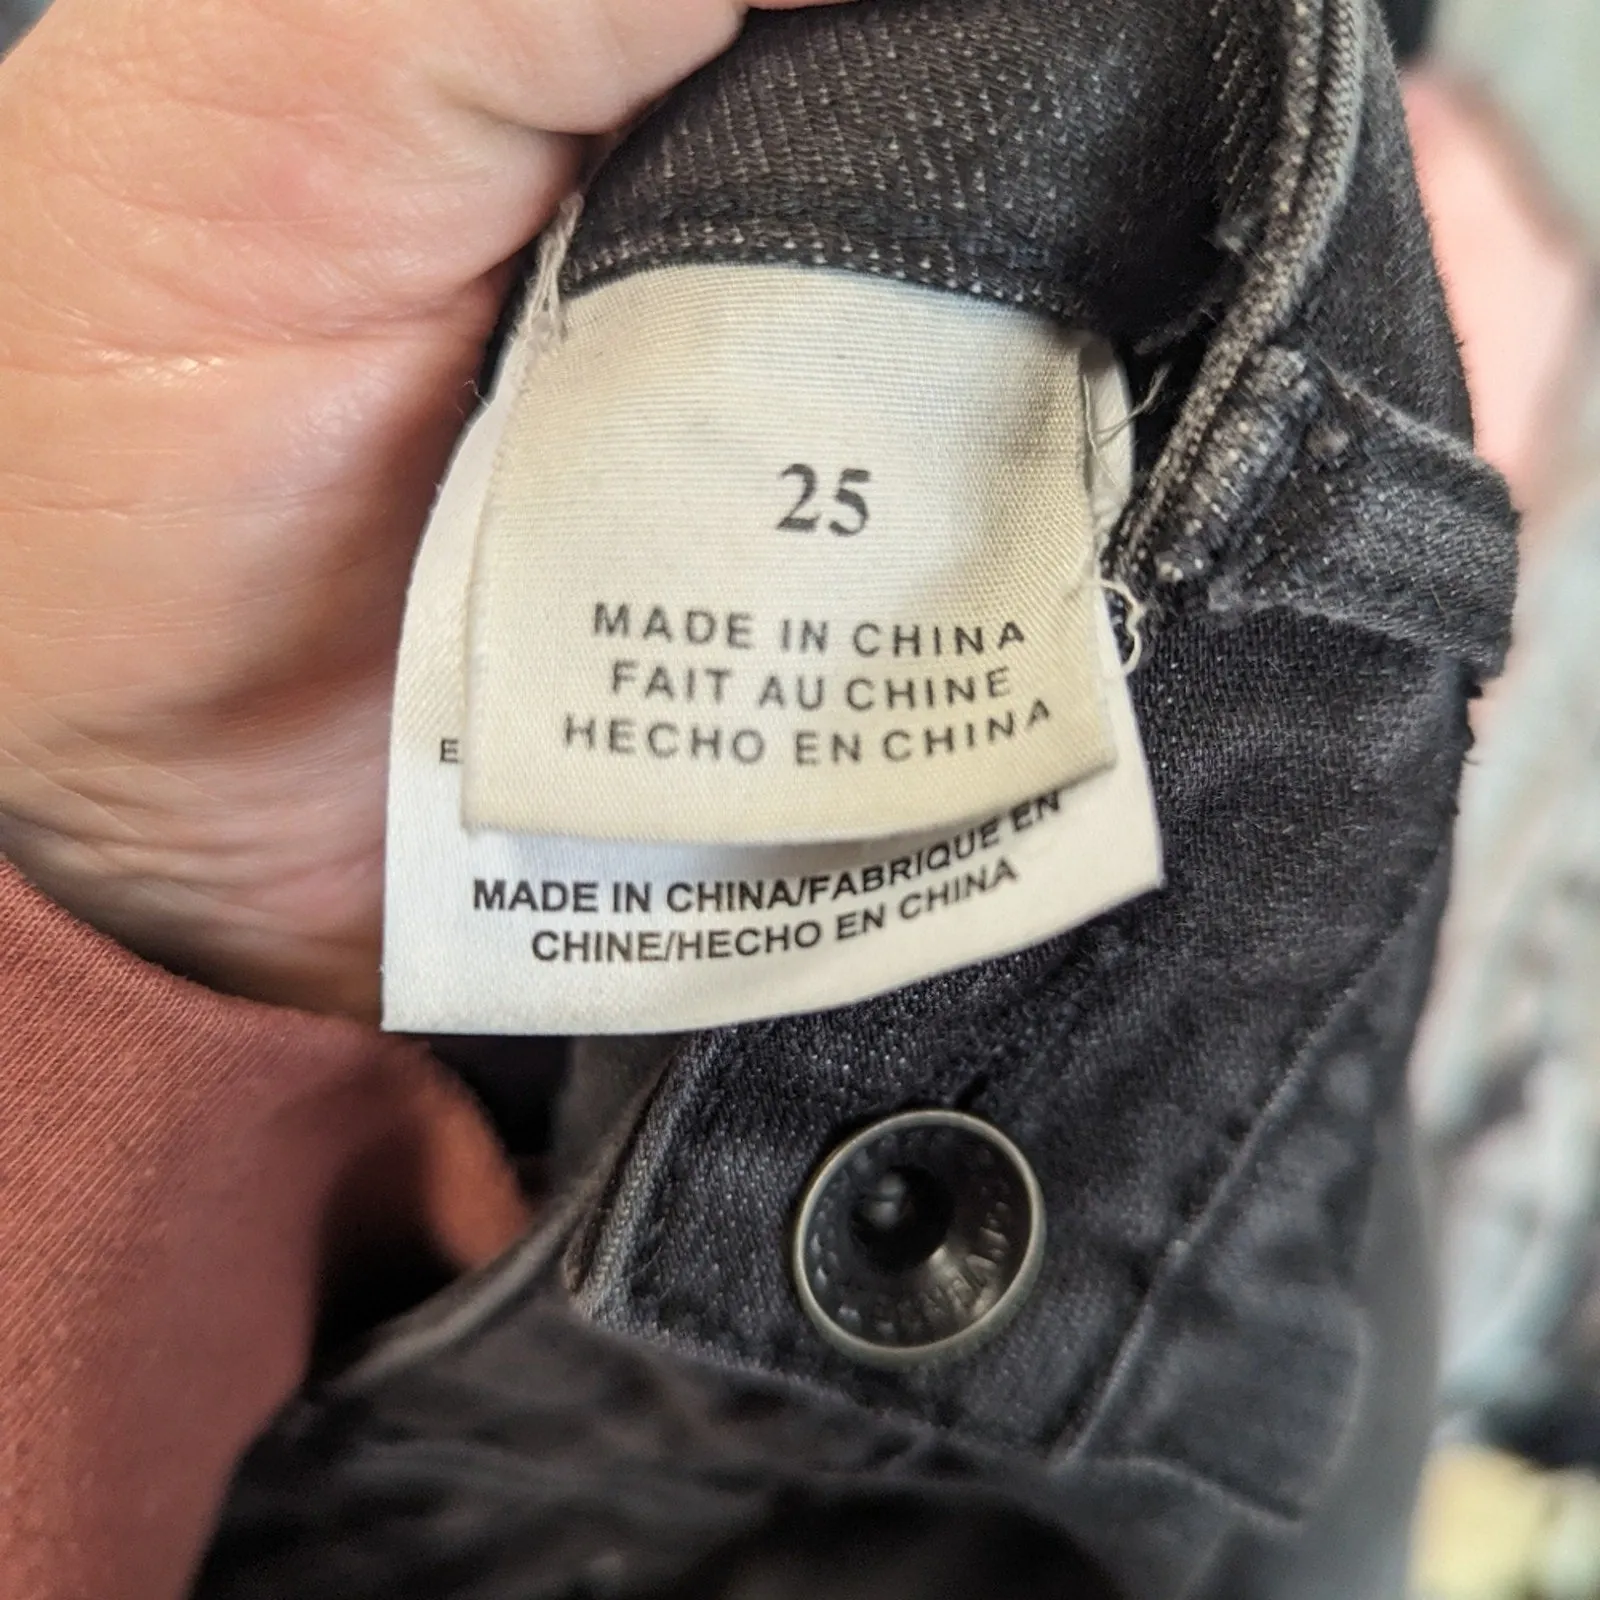 25
MADE IN CHINA
FAIT AU CHINE
HECHO EN CHINA
E
MADE IN CHINA/FABRIQUE EN
CHINE/HECHO EN CHINA